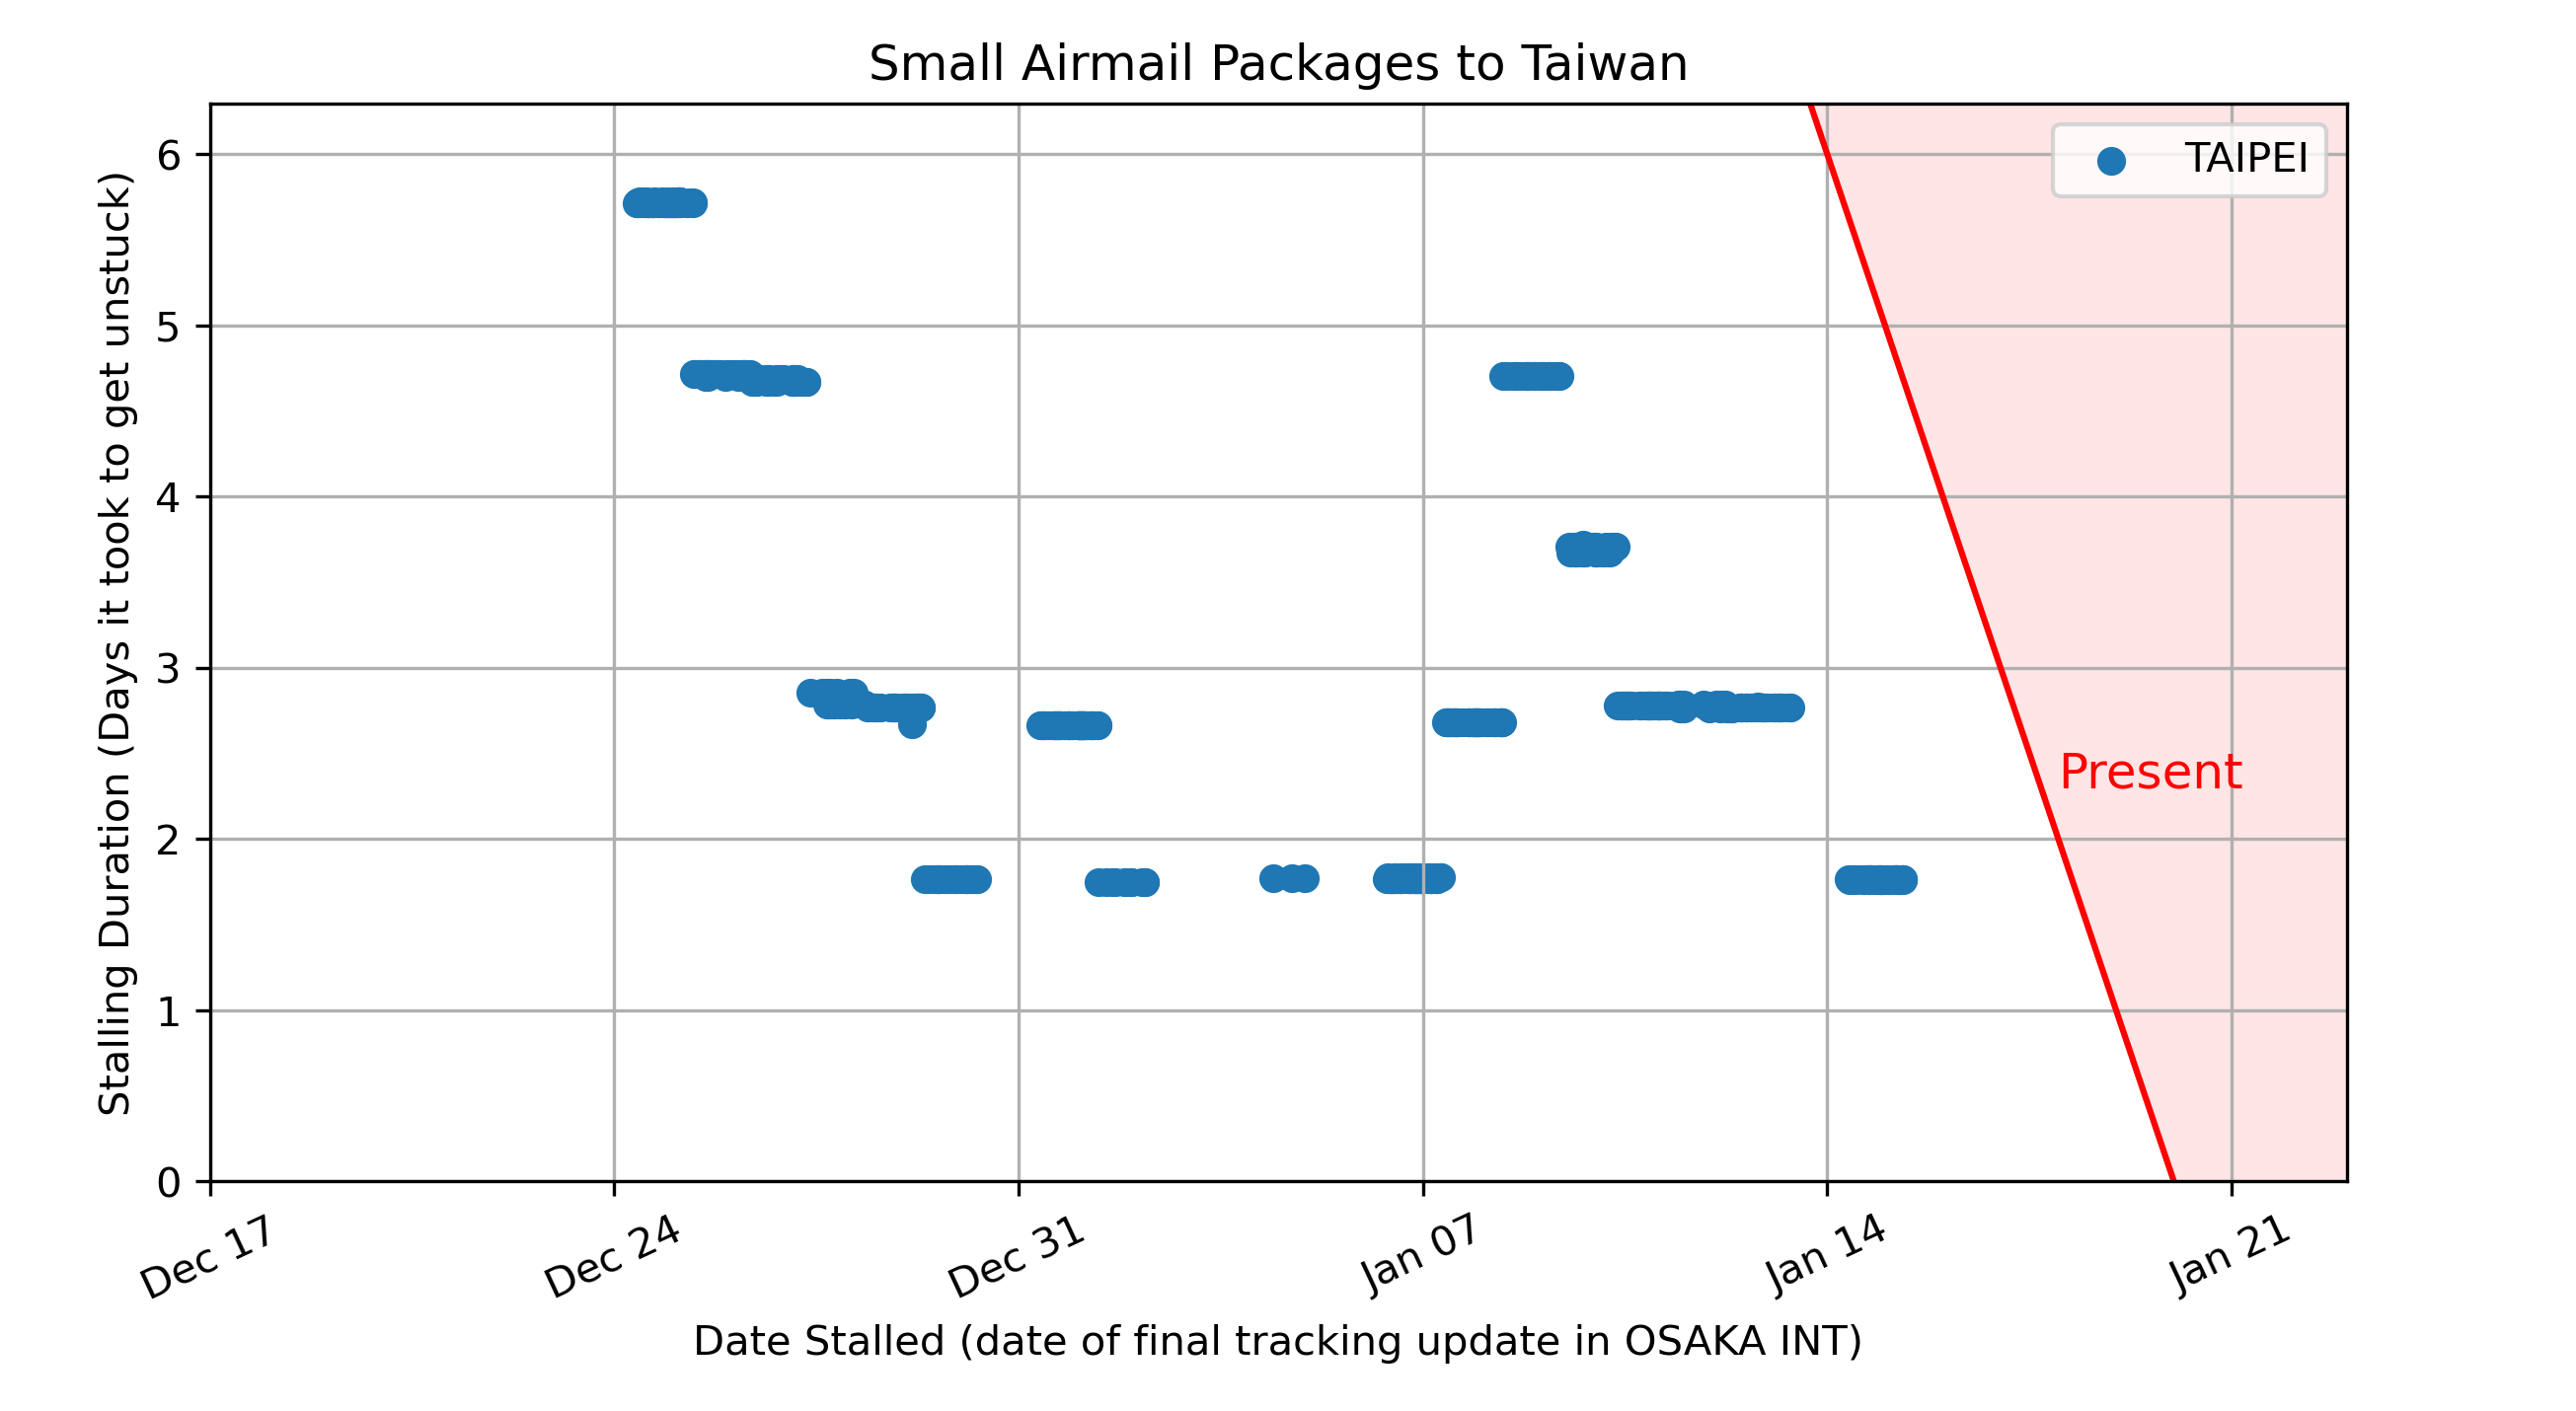 Small Airmail Packages to Taiwan
Stalling Duration (Days it took to get unstuck)
6
5
4
3
2
1
0
TAIPEI
Present
Dec 17
Dec 24
Dec 31
Jan 07
Jan 14
Jan 21
Date Stalled (date of final tracking update in OSAKA INT)